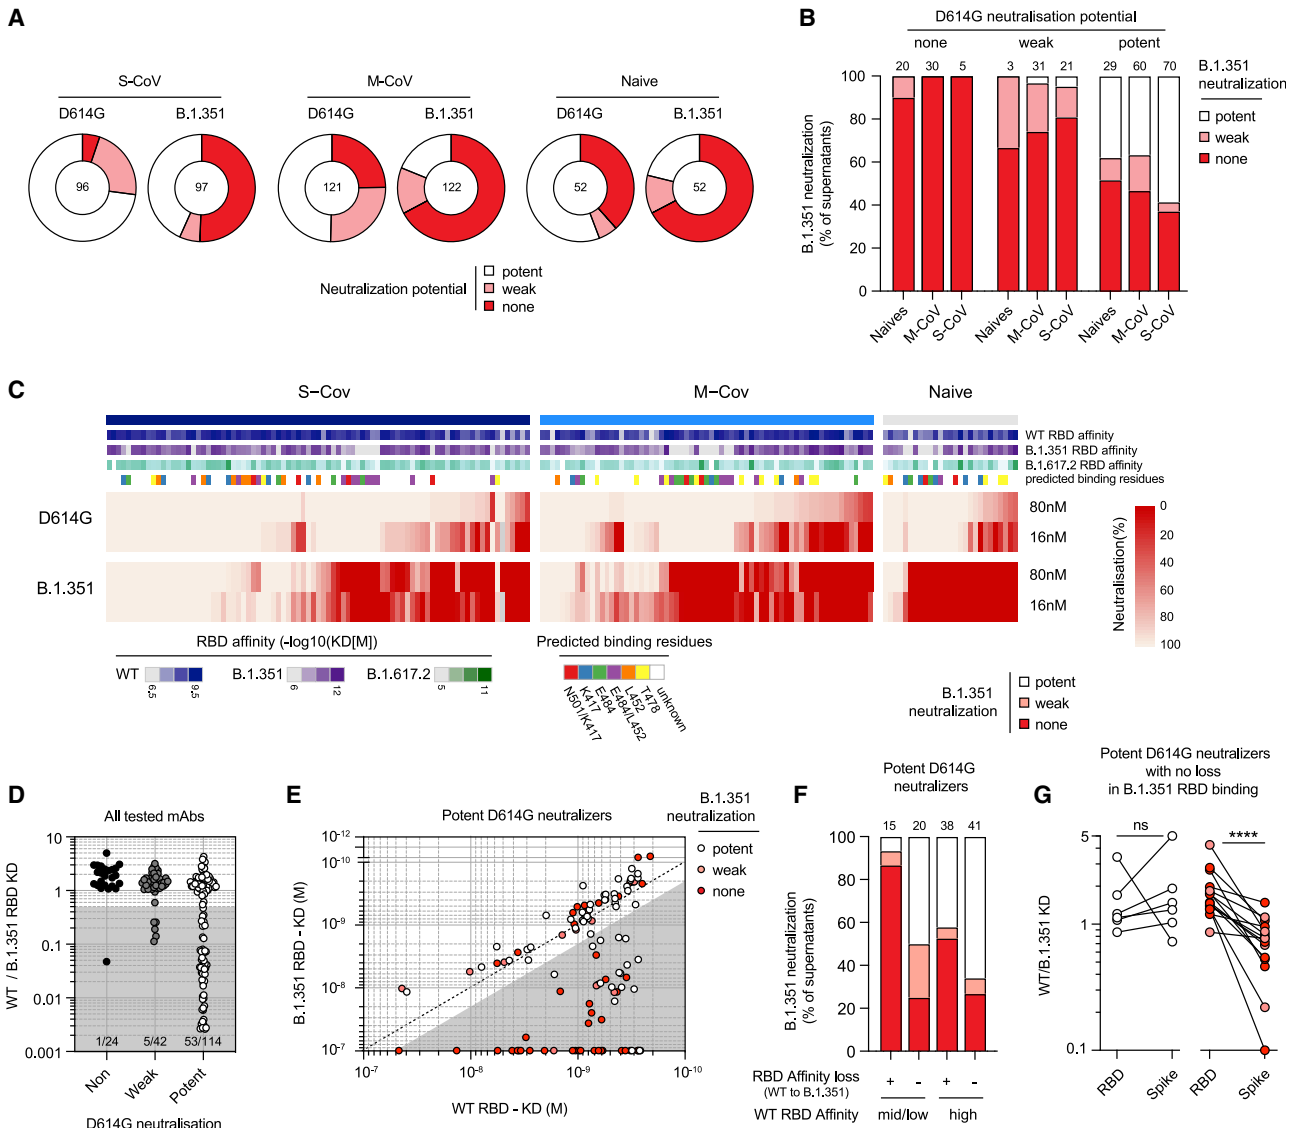 A
S-CoV
M-CoV
Naive
D614G
B.1.351
D614G
B.1.351
D614G
B.1.351
96
97
121
122
52
52
Neutralization potential
potent
weak
none
B
D614G neutralisation potential
none
weak
potent
20 30 5
3 31 21
29 60 70
B.1.351
neutralization
potent
weak
none
B.1.351 neutralization
(% of supernatants)
100
80
60
40
20
0
Naives
M-CoV
S-CoV
Naives
M-CoV
S-CoV
Naives
M-CoV
S-CoV
C
S–Cov
M–Cov
Naive
WT RBD affinity
B.1.351 RBD affinity
B.1.617.2 RBD affinity
predicted binding residues
D614G
80nM
16nM
B.1.351
80nM
16nM
Neutralisation(%)
0
20
40
60
80
100
RBD affinity (-log10(KD[M])
WT
6.5
9.5
B.1.351
6
12
B.1.617.2
5
11
Predicted binding residues
N501/K417
K417
E484
E484/L452
L452
T478
unknown
B.1.351
neutralization
potent
weak
none
D
All tested mAbs
WT / B.1.351 RBD KD
10
1
0.1
0.01
0.001
1/24
5/42
53/114
Non
Weak
Potent
D614G neutralisation
E
Potent D614G neutralizers
B.1.351
neutralization
potent
weak
none
B.1.351 RBD - KD (M)
10-12
10-10
10-9
10-8
10-7
10-7
10-8
10-9
10-10
WT RBD - KD (M)
F
Potent D614G
neutralizers
15 20 38 41
B.1.351 neutralization
(% of supernatants)
100
80
60
40
20
0
RBD Affinity loss
(WT to B.1.351)
+ - + -
WT RBD Affinity
mid/low
high
G
Potent D614G neutralizers
with no loss
in B.1.351 RBD binding
ns
****
WT/B.1.351 KD
5
1
0.1
RBD
Spike
RBD
Spike